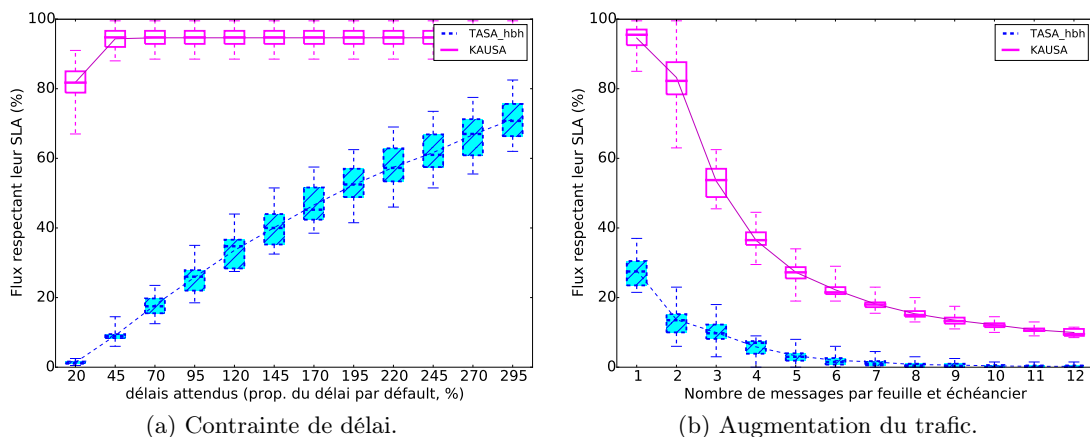 Flux respectant leur SLA (%)
100
80
60
40
20
0
TASA_hbh
KAUSA
20 45 70 95 120 145 170 195 220 245 270 295
délais attendus (prop. du délai par défault, %)
(a) Contrainte de délai.
Flux respectant leur SLA (%)
100
80
60
40
20
0
TASA_hbh
KAUSA
1 2 3 4 5 6 7 8 9 10 11 12
Nombre de messages par feuille et échéancier
(b) Augmentation du trafic.